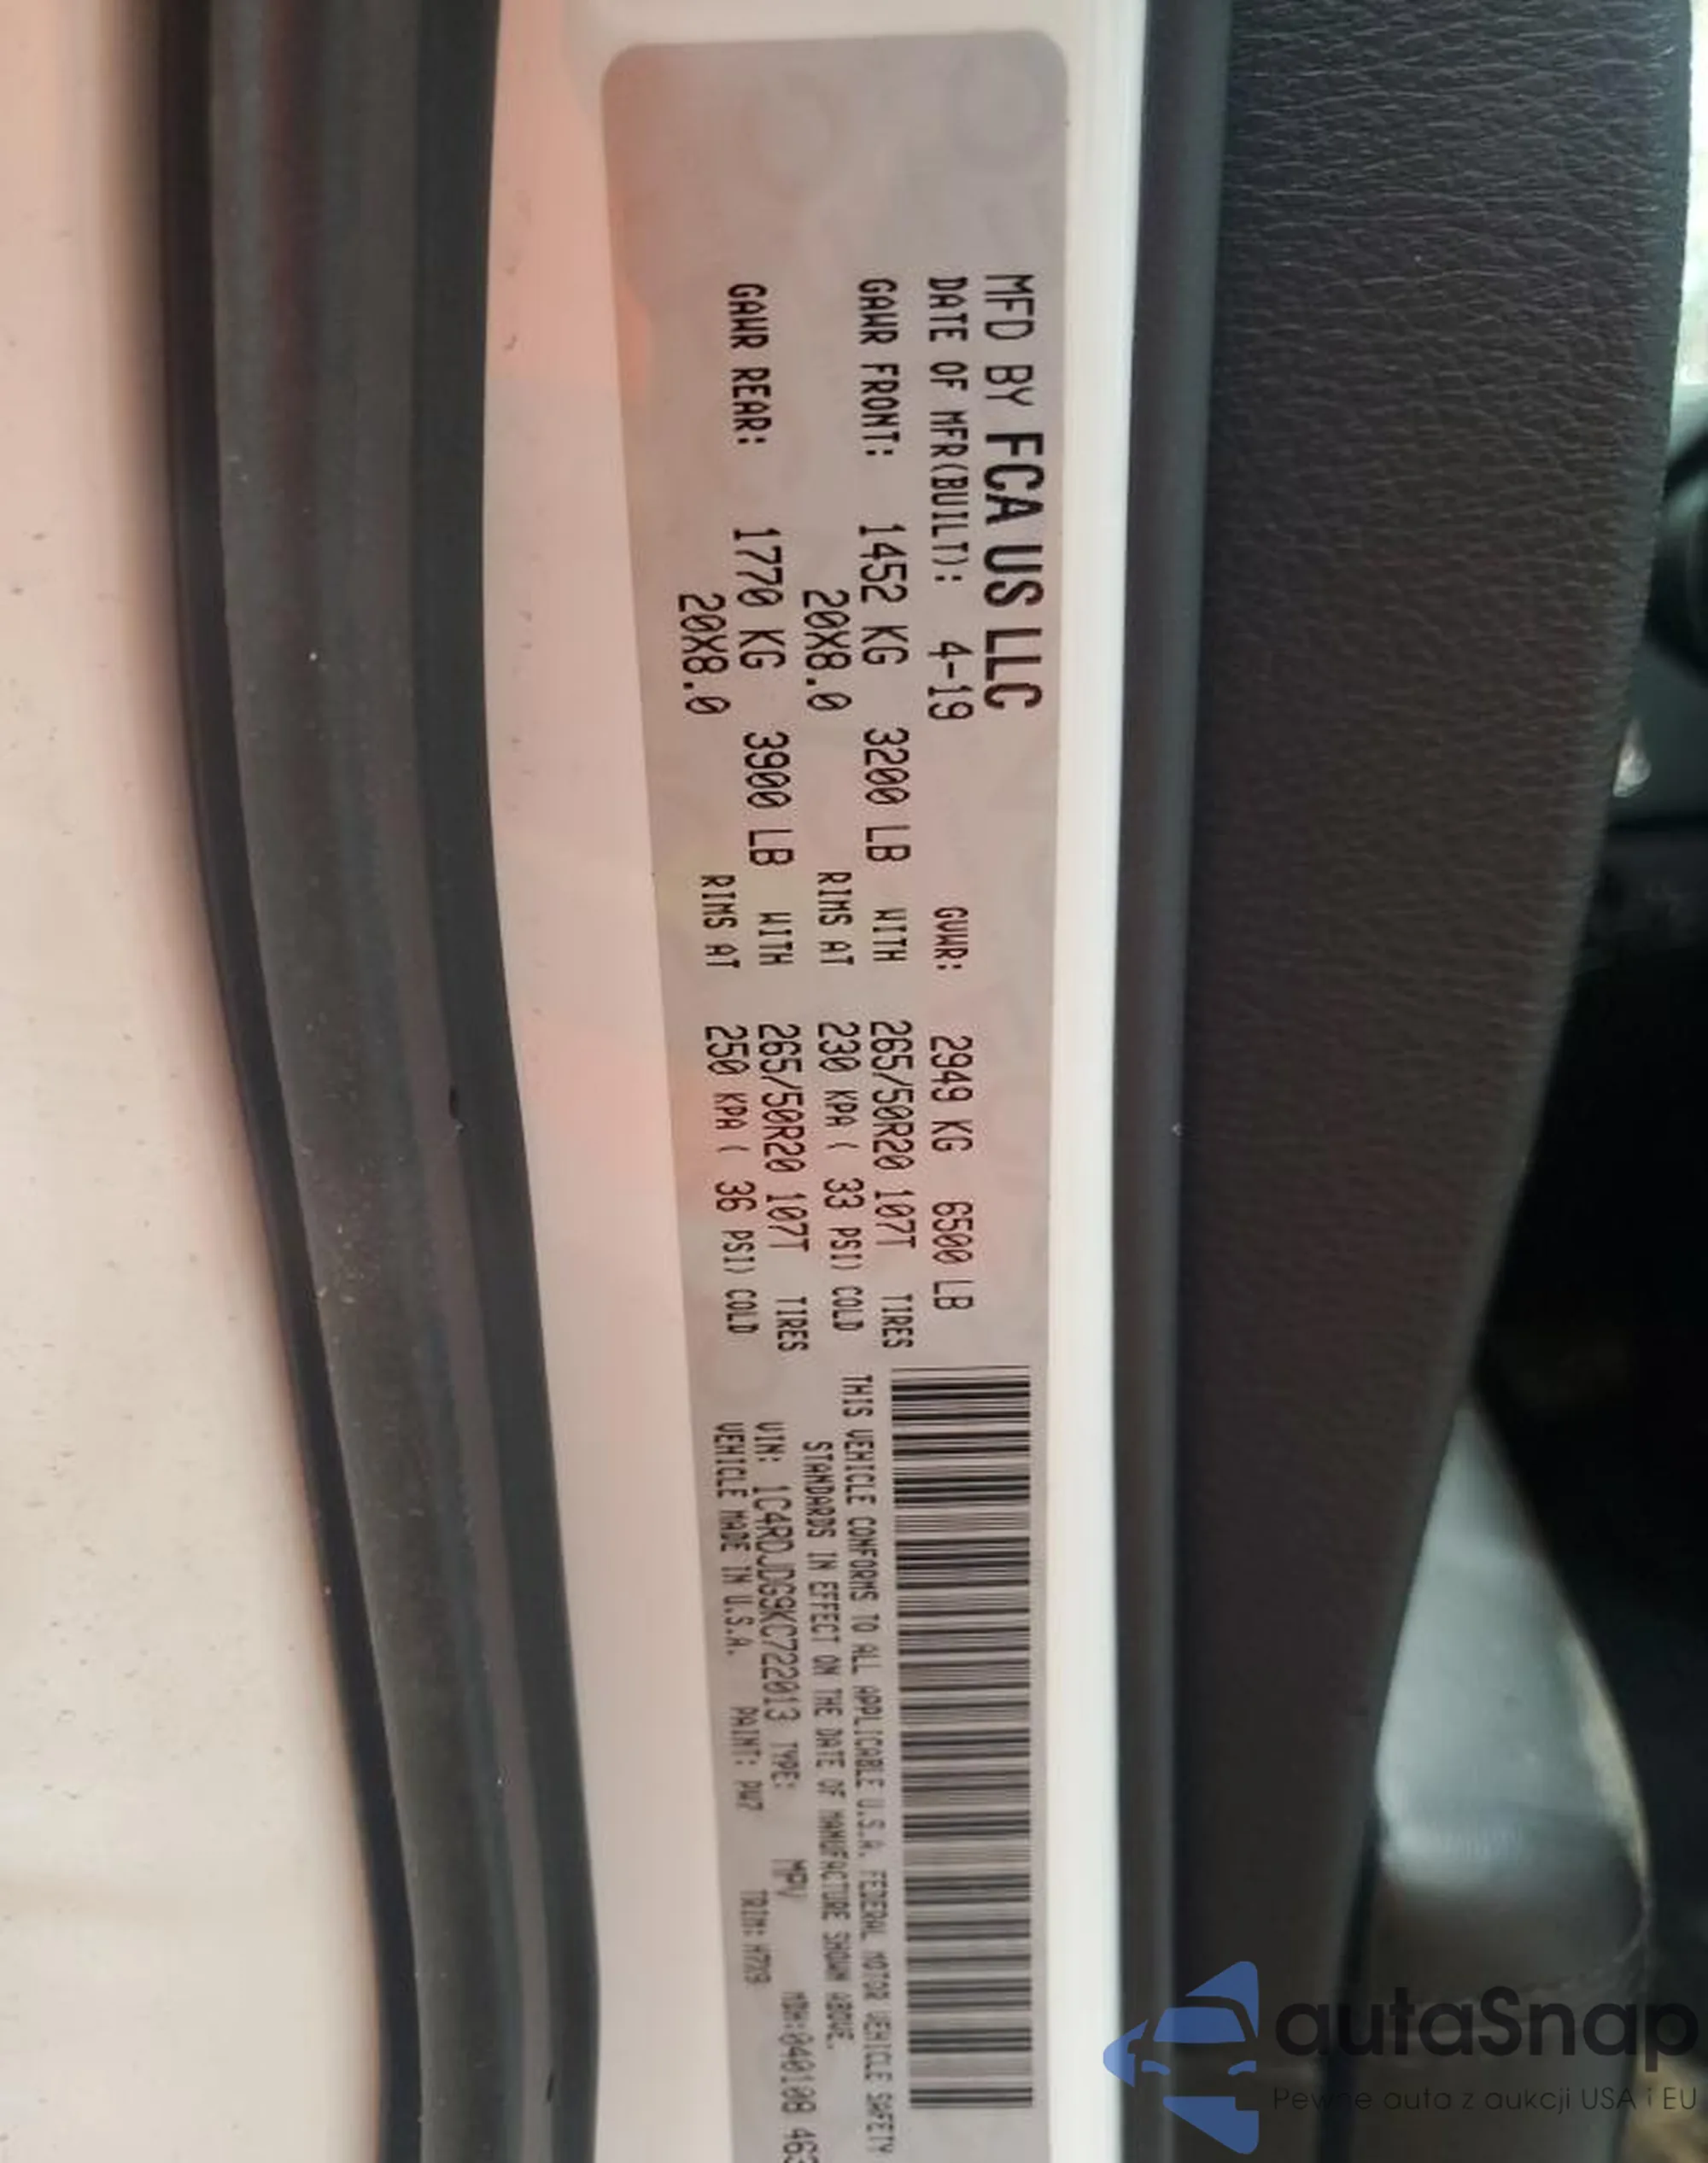 MFD BY FCA US LLC
DATE OF MFR(BUILT): 4-19 GVWR: 2949 KG 6500 LB
GAWR FRONT: 1452 KG 3200 LB WITH 265/50R20 107T TIRES
20X8.0 RIMS AT 230 KPA ( 33 PSI) COLD
GAWR REAR: 1770 KG 3900 LB WITH 265/50R20 107T TIRES
20X8.0 RIMS AT 250 KPA ( 36 PSI) COLD
THIS VEHICLE CONFORMS TO ALL APPLICABLE U.S.A. FEDERAL MOTOR VEHICLE SAFETY
STANDARDS IN EFFECT ON THE DATE OF MANUFACTURE SHOWN ABOVE.
VIN: 1C4RDJDG9KC722013 TYPE: MPV MDH:040108 463
VEHICLE MADE IN U.S.A. PAINT: PW7 TRIM:
autaSnap
Pewne auta z aukcji USA i EU